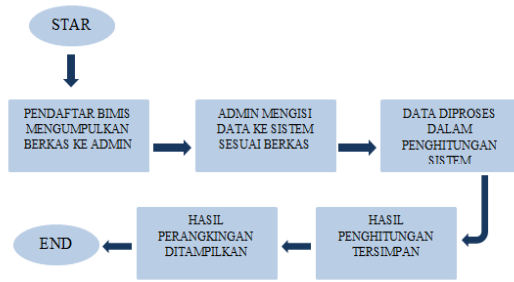 STAR
PENDAFTAR BIMIS
MENGUMPULKAN
BERKAS KE ADMIN
ADMIN MENGISI
DATA KE SISTEM
SESUAI BERKAS
DATA DIPROSES
DALAM
PENGHITUNGAN
SISTEM
HASIL
PENGHITUNGAN
TERSIMPAN
HASIL
PERANGKINGAN
DITAMPILKAN
END